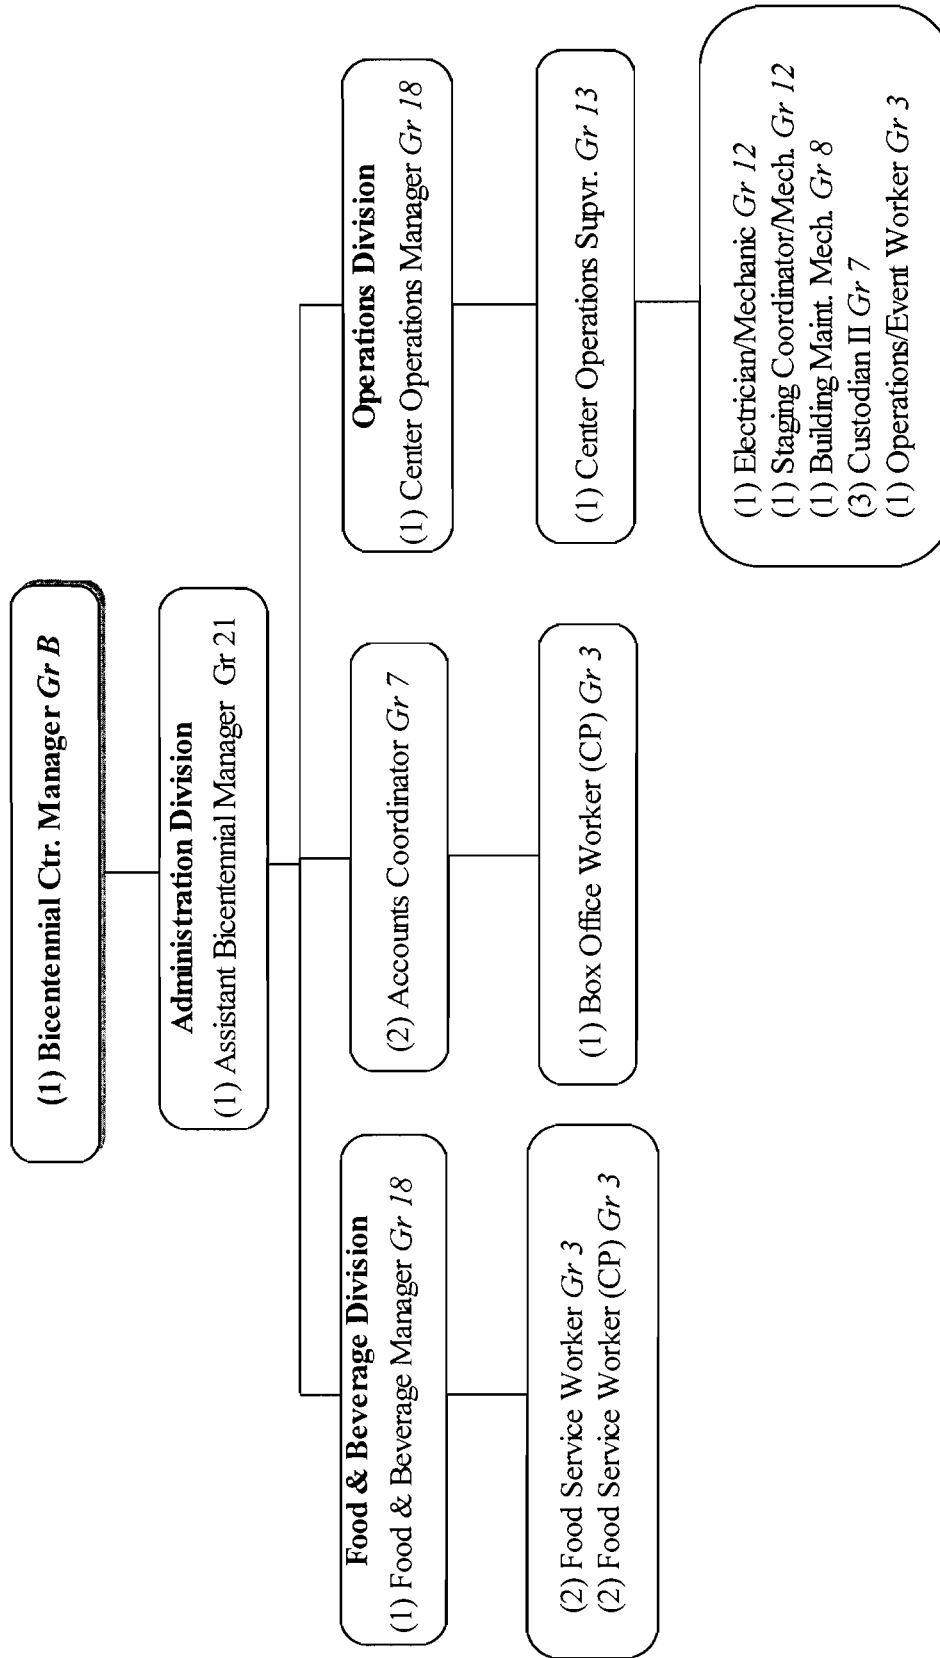 (1) Bicentennial Ctr. Manager Gr B
Administration Division
(1) Assistant Bicentennial Manager Gr 21
Food & Beverage Division
(1) Food & Beverage Manager Gr 18
(2) Food Service Worker Gr 3
(2) Food Service Worker (CP) Gr 3
(2) Accounts Coordinator Gr 7
(1) Box Office Worker (CP) Gr 3
Operations Division
(1) Center Operations Manager Gr 18
(1) Center Operations Supvr. Gr 13
(1) Electrician/Mechanic Gr 12
(1) Staging Coordinator/Mech. Gr 12
(1) Building Maint. Mech. Gr 8
(3) Custodian II Gr 7
(1) Operations/Event Worker Gr 3